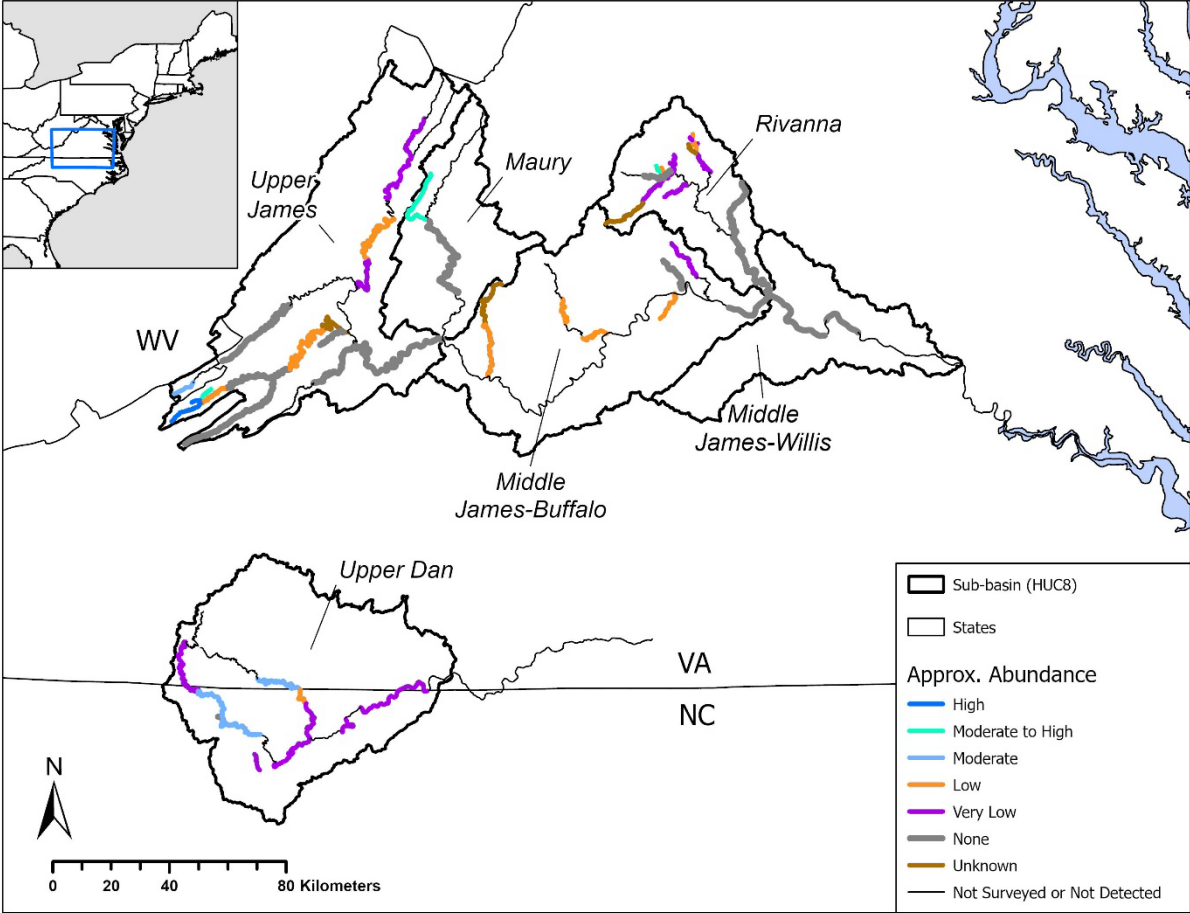 Rivanna
Maury
Upper
James
WV
Middle
James-Willis
Middle
James-Buffalo
Upper Dan
VA
NC
N
0 20 40 80 Kilometers
Sub-basin (HUC8)
States
Approx. Abundance
High
Moderate to High
Moderate
Low
Very Low
None
Unknown
Not Surveyed or Not Detected